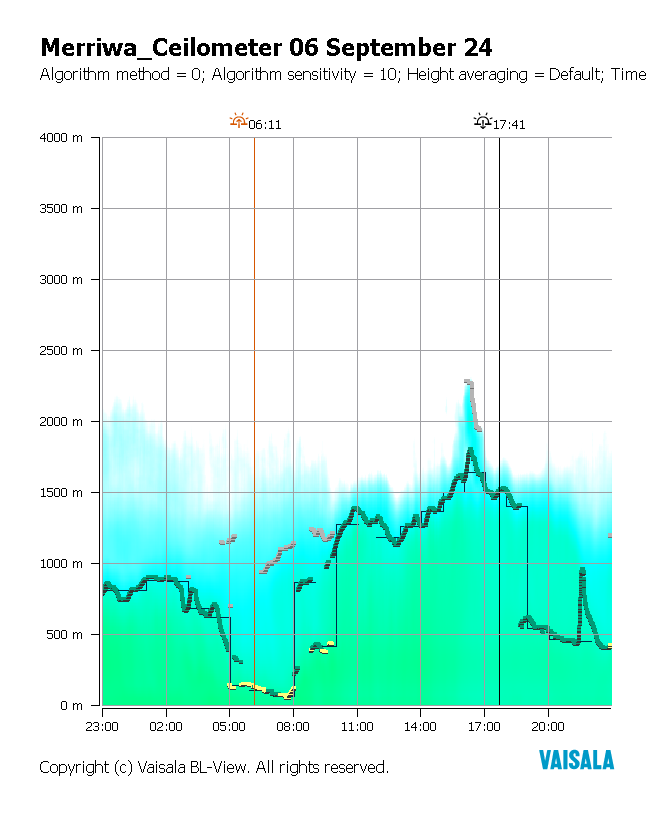 Merriwa_Ceilometer 06 September 24
Algorithm method = 0; Algorithm sensitivity = 10; Height averaging = Default; Time
06:11 17:41
4000 m
3500 m
3000 m
2500 m
2000 m
1500 m
1000 m
500 m
0 m
23:00 02:00 05:00 08:00 11:00 14:00 17:00 20:00
VAISALA
Copyright (c) Vaisala BL-View. All rights reserved.